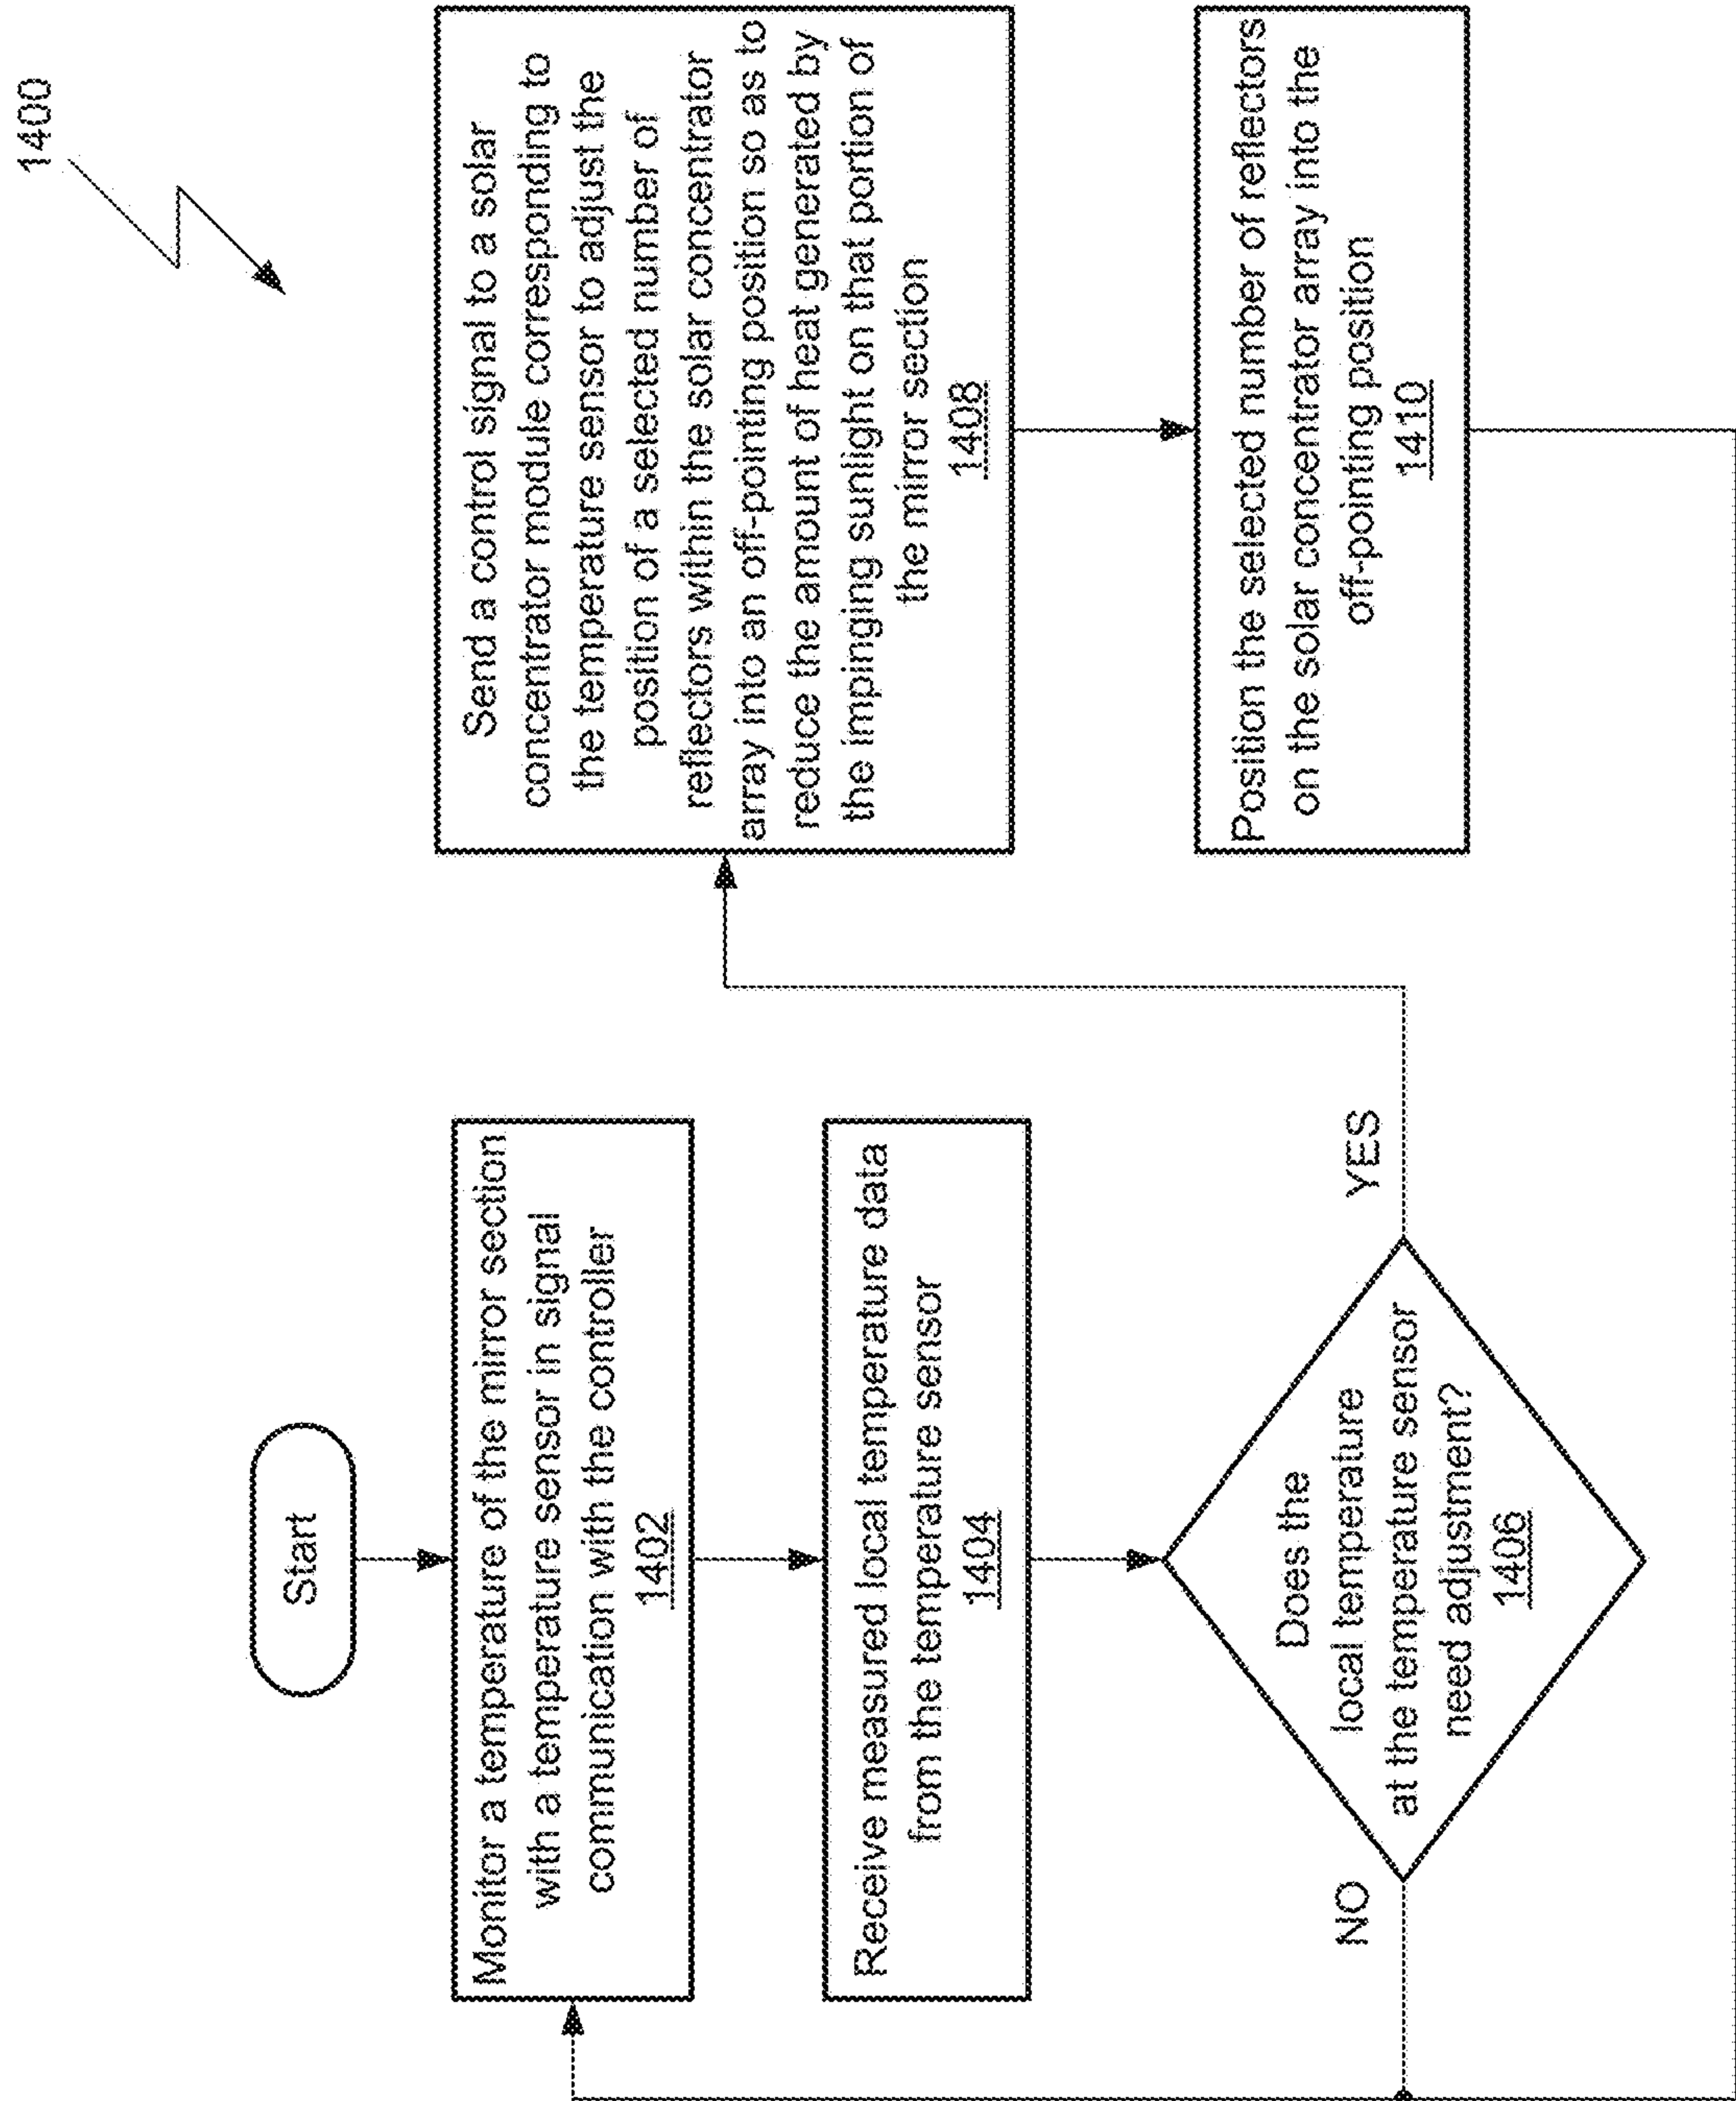 1400
Start
Monitor a temperature of the mirror section
with a temperature sensor in signal
communication with the controller
1402
Receive measured local temperature data
from the temperature sensor
1404
Does the
local temperature
at the temperature sensor
need adjustment?
1406
NO
YES
Send a control signal to a solar
concentrator module corresponding to
the temperature sensor to adjust the
position of a selected number of
reflectors within the solar concentrator
array into an off-pointing position so as to
reduce the amount of heat generated by
the impinging sunlight on that portion of
the mirror section
1408
Position the selected number of reflectors
on the solar concentrator array into the
off-pointing position
1410